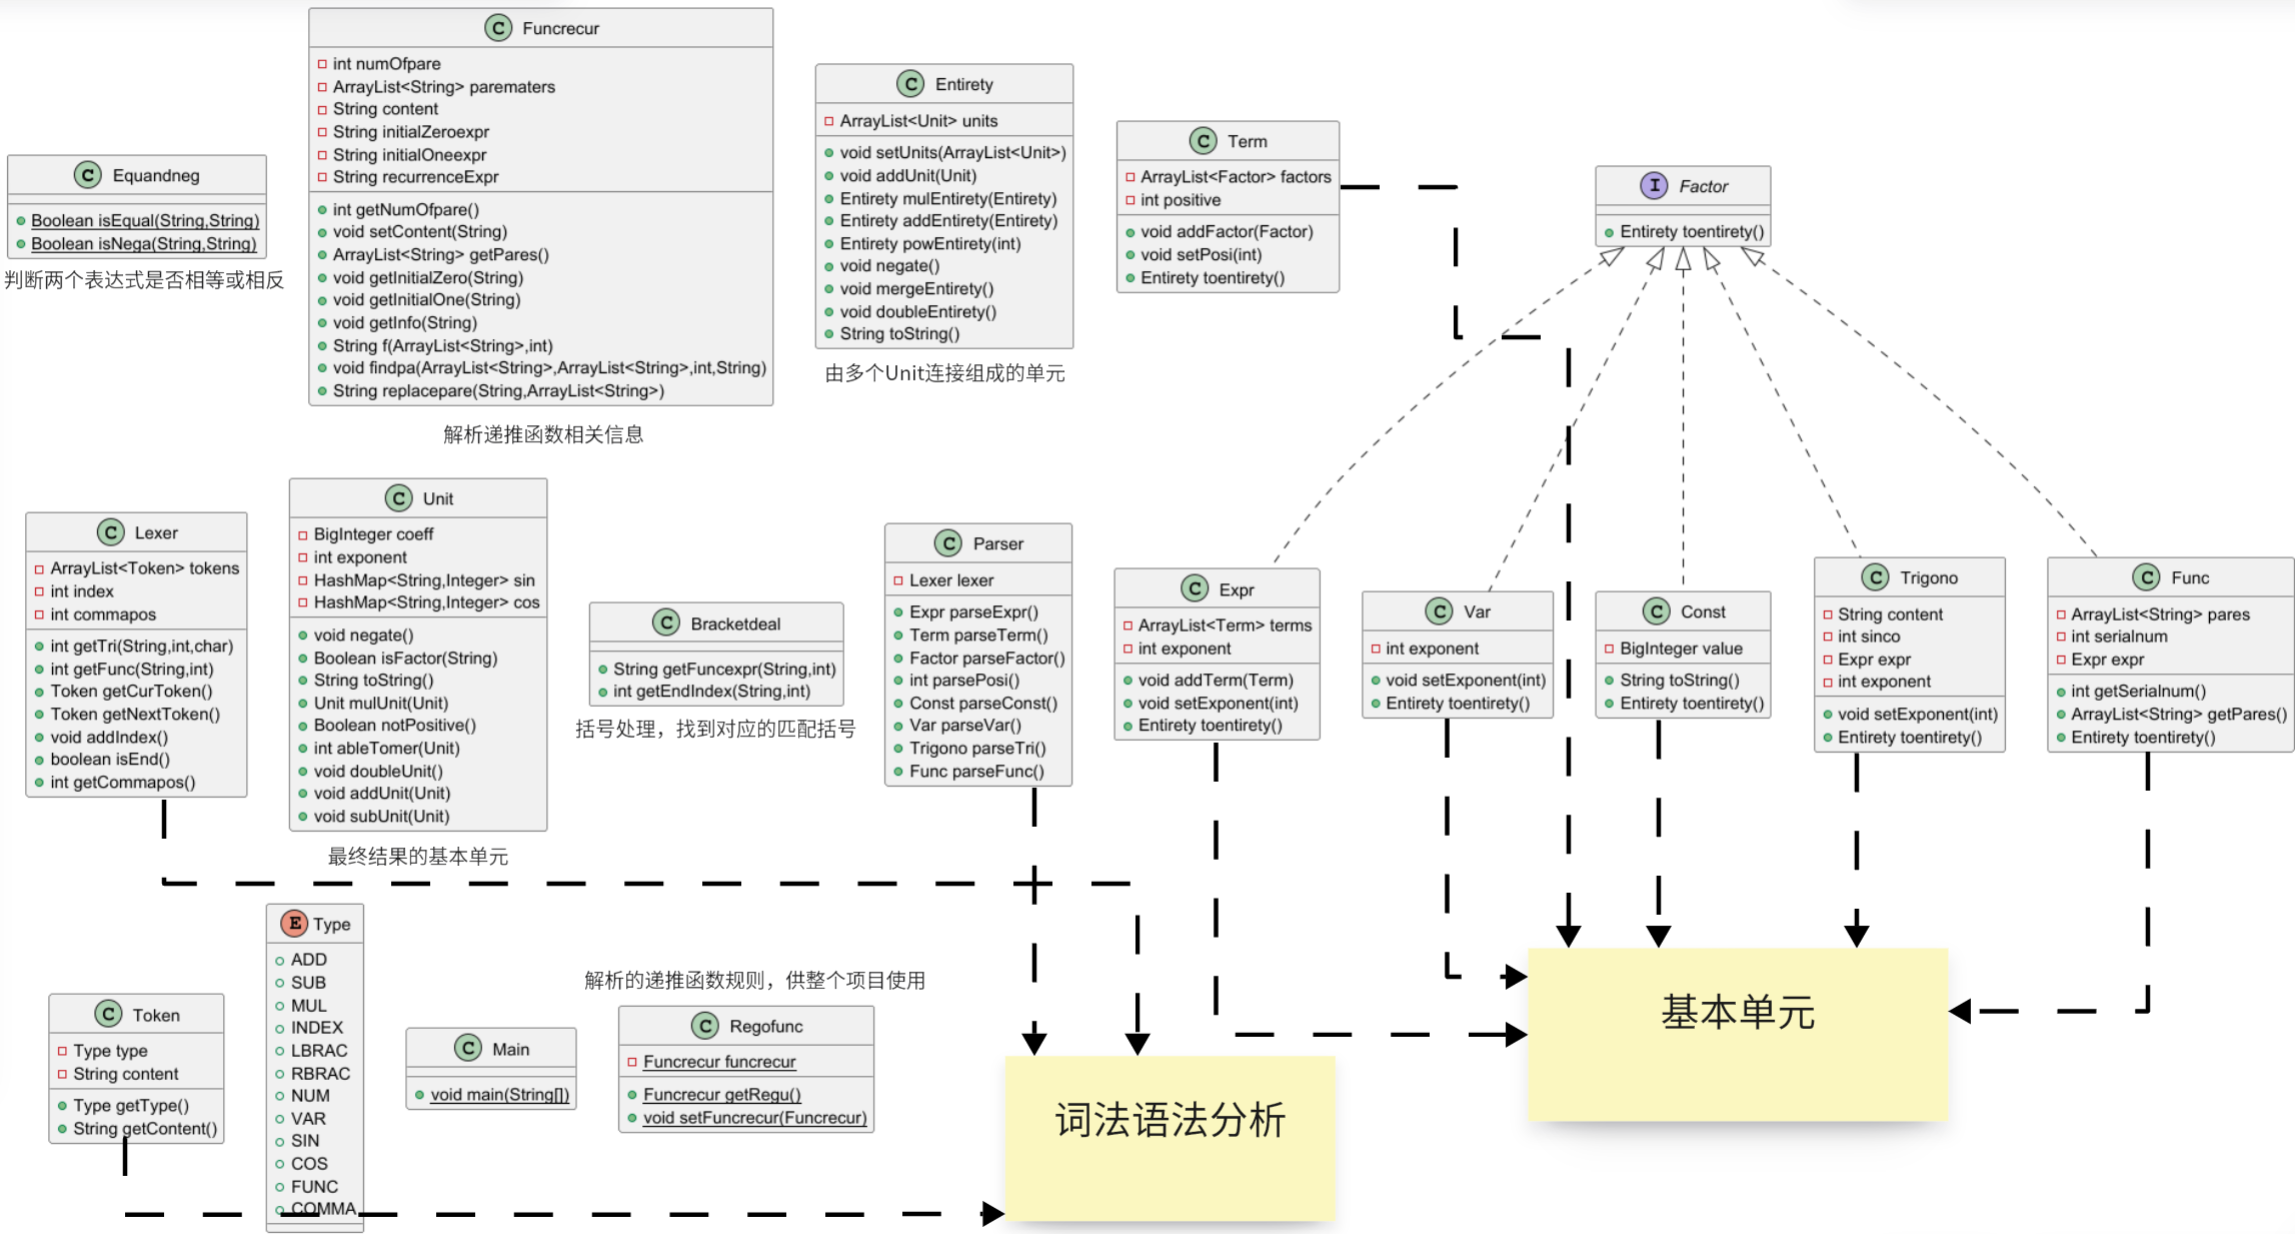 Funcrecur
int numOfpare
ArrayList<String> parematers
String content
String initialZeroexpr
String initialOneexpr
String recurrenceExpr
int getNumOfpare()
void setContent(String)
ArrayList<String> getPares()
void getInitialZero(String)
void getInitialOne(String)
void getInfo(String)
String f(ArrayList<String>,int)
void findpa(ArrayList<String>,ArrayList<String>,int,String)
String replacepare(String,ArrayList<String>)
解析递推函数相关信息
Equandneg
Boolean isEqual(String,String)
Boolean isNega(String,String)
判断两个表达式是否相等或相反
Entirety
ArrayList<Unit> units
void setUnits(ArrayList<Unit>)
void addUnit(Unit)
Entirety mulEntirety(Entirety)
Entirety addEntirety(Entirety)
Entirety powEntirety(int)
void negate()
void mergeEntirety()
void doubleEntirety()
String toString()
由多个Unit连接组成的单元
Term
ArrayList<Factor> factors
int positive
void addFactor(Factor)
void setPosi(int)
Entirety toentirety()
Factor
Entirety toentirety()
Lexer
ArrayList<Token> tokens
int index
int commapos
int getTri(String,int,char)
int getFunc(String,int)
Token getCurToken()
Token getNextToken()
void addIndex()
boolean isEnd()
int getCommapos()
Unit
BigInteger coeff
int exponent
HashMap<String,Integer> sin
HashMap<String,Integer> cos
void negate()
Boolean isFactor(String)
String toString()
Unit mulUnit(Unit)
Boolean notPositive()
int ableTomer(Unit)
void doubleUnit()
void addUnit(Unit)
void subUnit(Unit)
最终结果的基本单元
Bracketdeal
String getFuncexpr(String,int)
int getEndIndex(String,int)
括号处理，找到对应的匹配括号
Parser
Lexer lexer
Expr parseExpr()
Term parseTerm()
Factor parseFactor()
int parsePosi()
Const parseConst()
Var parseVar()
Trigono parseTri()
Func parseFunc()
Expr
ArrayList<Term> terms
int exponent
void addTerm(Term)
void setExponent(int)
Entirety toentirety()
Var
int exponent
void setExponent(int)
Entirety toentirety()
Const
BigInteger value
String toString()
Entirety toentirety()
Trigono
String content
int sinco
Expr expr
int exponent
void setExponent(int)
Entirety toentirety()
Func
ArrayList<String> pares
int serialnum
Expr expr
int getSerialnum()
ArrayList<String> getPares()
Entirety toentirety()
Token
Type type
String content
Type getType()
String getContent()
Type
ADD
SUB
MUL
INDEX
LBRAC
RBRAC
NUM
VAR
SIN
COS
FUNC
COMMA
Main
void main(String[])
解析的递推函数规则，供整个项目使用
Regofunc
Funcrecur funcrecur
Funcrecur getRegu()
void setFuncrecur(Funcrecur)
词法语法分析
基本单元